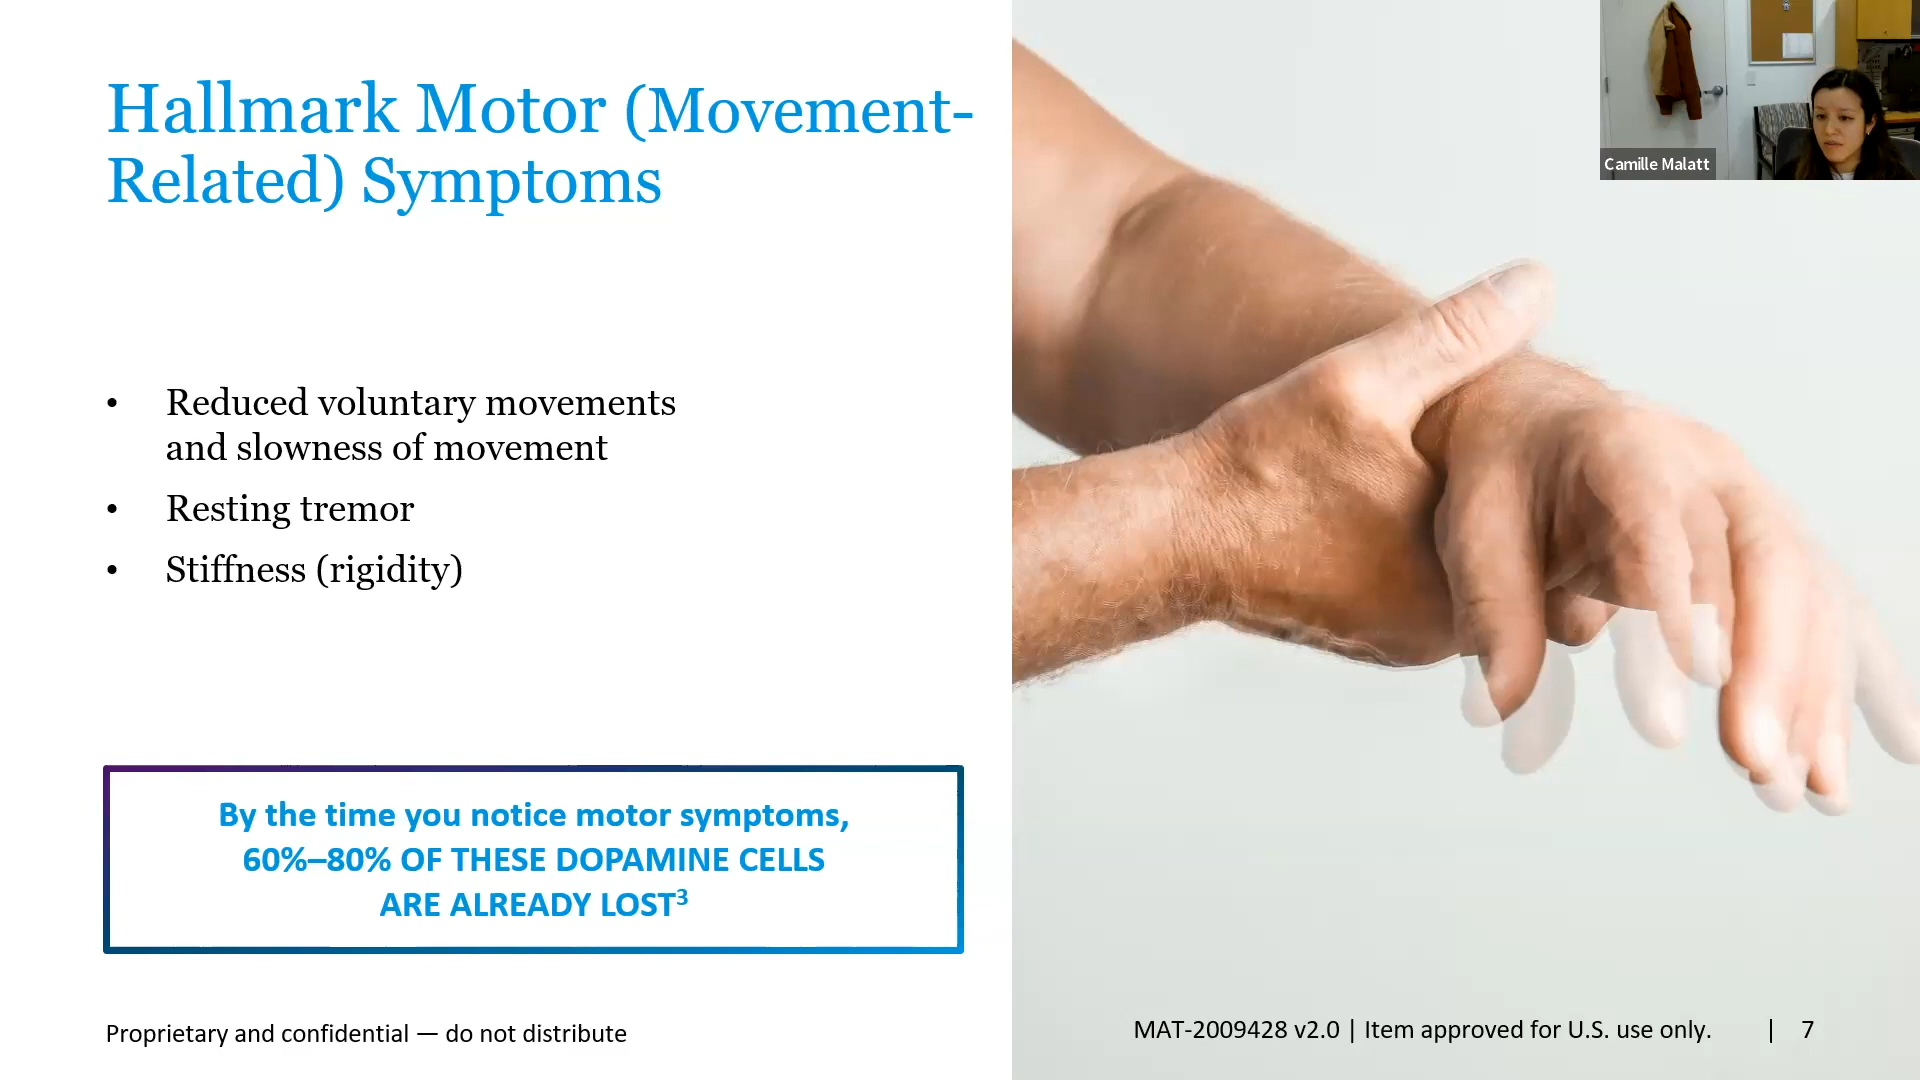 Hallmark Motor (Movement-
Related) Symptoms
• Reduced voluntary movements
and slowness of movement
• Resting tremor
• Stiffness (rigidity)
By the time you notice motor symptoms,
60%–80% OF THESE DOPAMINE CELLS
ARE ALREADY LOST³
Proprietary and confidential — do not distribute
MAT-2009428 v2.0 | Item approved for U.S. use only. | 7
Camille Malatt